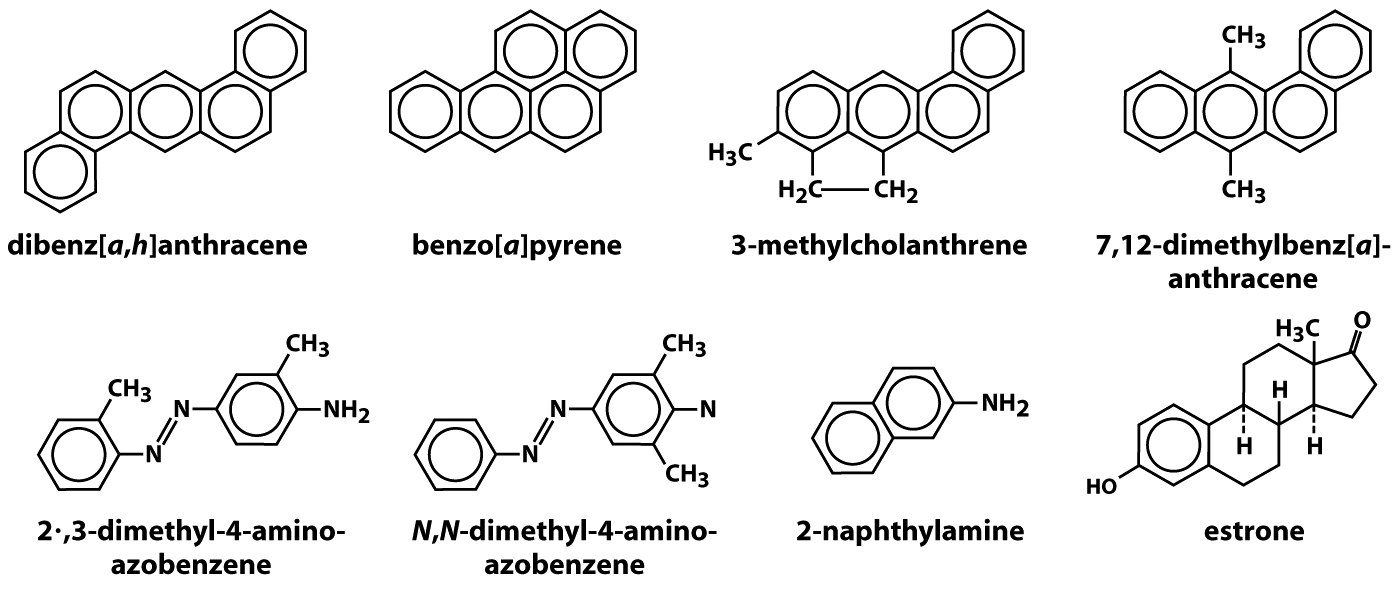 CH3
H3C
H2C CH2
CH3
dibenz[a,h]anthracene
benzo[a]pyrene
3-methylcholanthrene
7,12-dimethylbenz[a]-
anthracene
CH3
CH3
N
N
NH2
CH3
N
N
N
CH3
NH2
H3C
O
H
H
H
HO
2·,3-dimethyl-4-amino-
azobenzene
N,N-dimethyl-4-amino-
azobenzene
2-naphthylamine
estrone